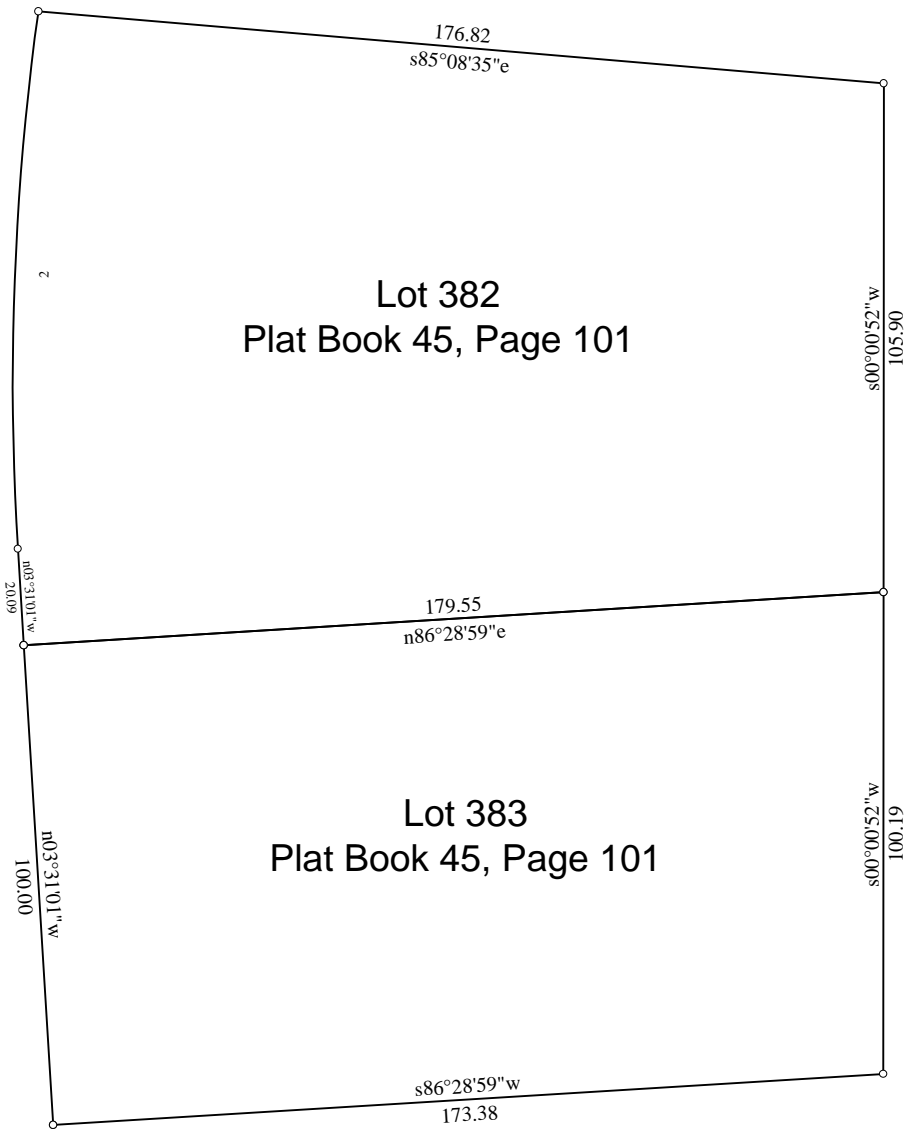 176.82
s85°08'35"e
2
Lot 382
Plat Book 45, Page 101
s00°00'52"w
105.90
n03°31'01"w
20.09
179.55
n86°28'59"e
Lot 383
Plat Book 45, Page 101
s00°00'52"w
100.19
n03°31'01"w
100.00
s86°28'59"w
173.38